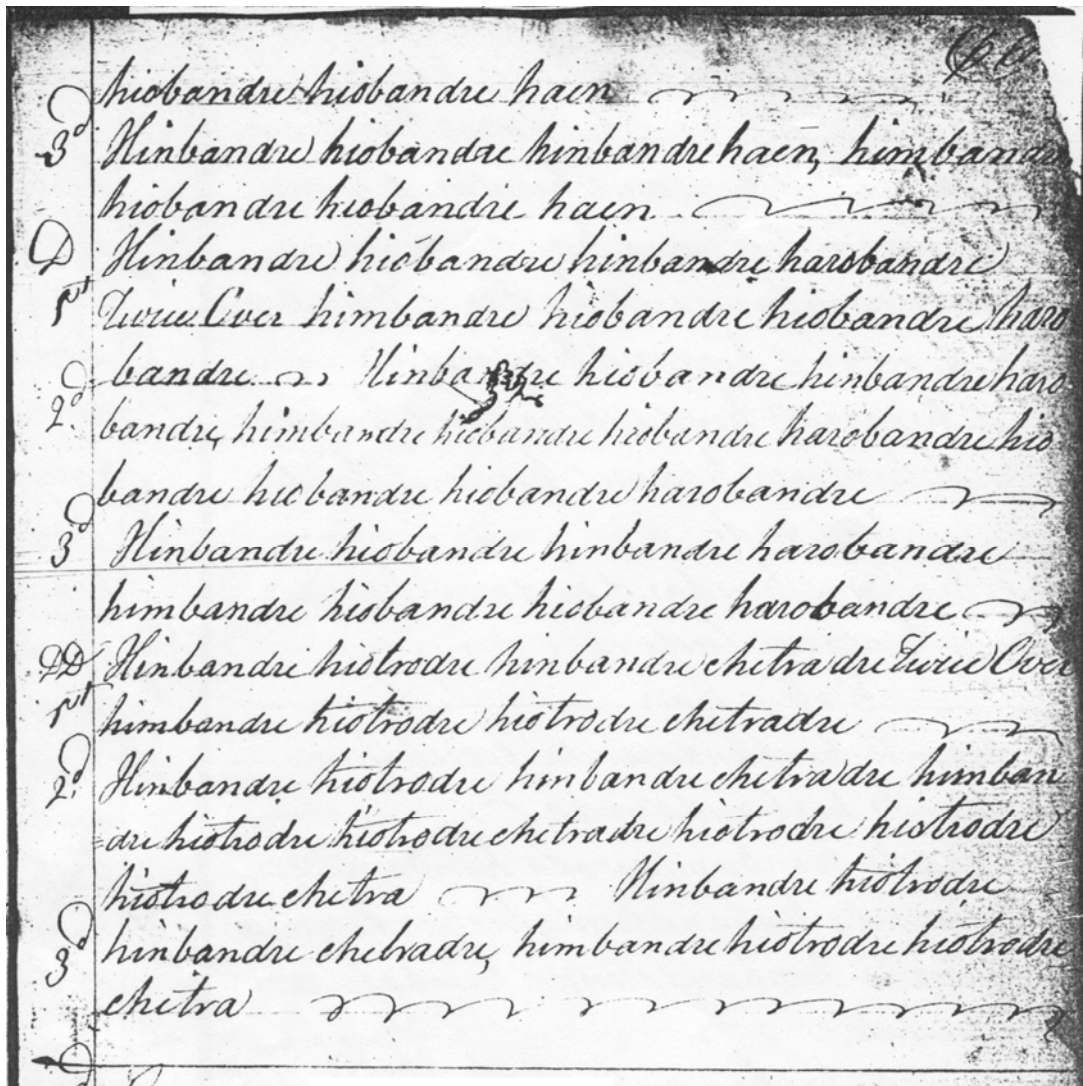 60
hiobandre hiobandre haen
3d Hinbandre hiobandre hinbandre haen, himbandre
hiobandre hiobandre haen
D Hinbandre hiobandre hinbandre harobandre
1st Twice Over himbandre hiobandre hiobandre haro
bandre Hinbandre hiobandre hinbandre haro
2d bandre, himbandre hiobandre hiobandre harobandre hio
bandre hiobandre hiobandre harobandre
3d Hinbandre hiobandre hinbandre harobandre
himbandre hiobandre hiobandre harobandre
DD Hinbandre hiotrodre hinbandre chetradre Twice Over
1st himbandre hiotrodre hiotrodre chetradre
2d Hinbandre hiotrodre hinbandre chetradre himban
=dre hiotrodre hiotrodre chetradre hiotrodre hiotrodre
hiotrodre chetra Hinbandre hiotrodre
3d hinbandre chetradre, himbandre hiotrodre hiotrodre
chetra